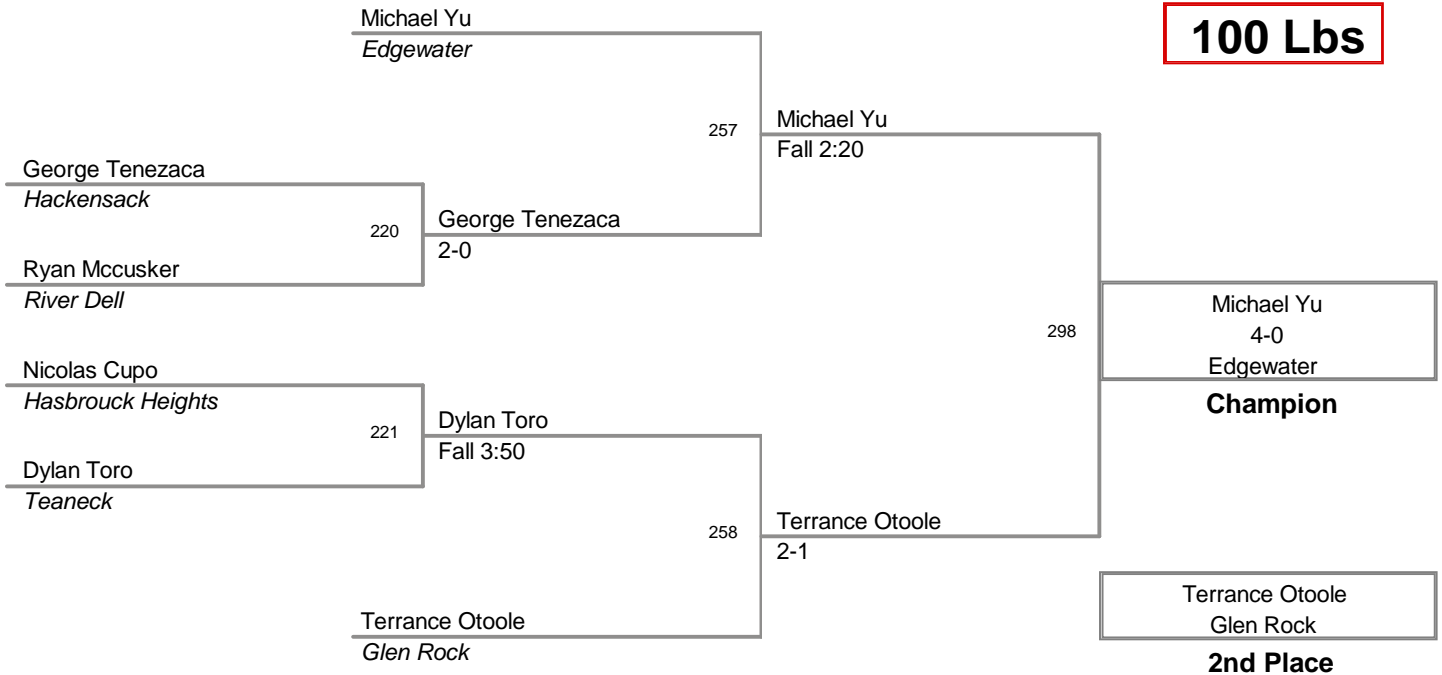 Michael Yu
Edgewater
100 Lbs
257
Michael Yu
Fall 2:20
George Tenezaca
Hackensack
220
George Tenezaca
2-0
Ryan Mccusker
River Dell
298
Michael Yu
4-0
Edgewater
Champion
Nicolas Cupo
Hasbrouck Heights
221
Dylan Toro
Fall 3:50
Dylan Toro
Teaneck
258
Terrance Otoole
2-1
Terrance Otoole
Glen Rock
Terrance Otoole
Glen Rock
2nd Place